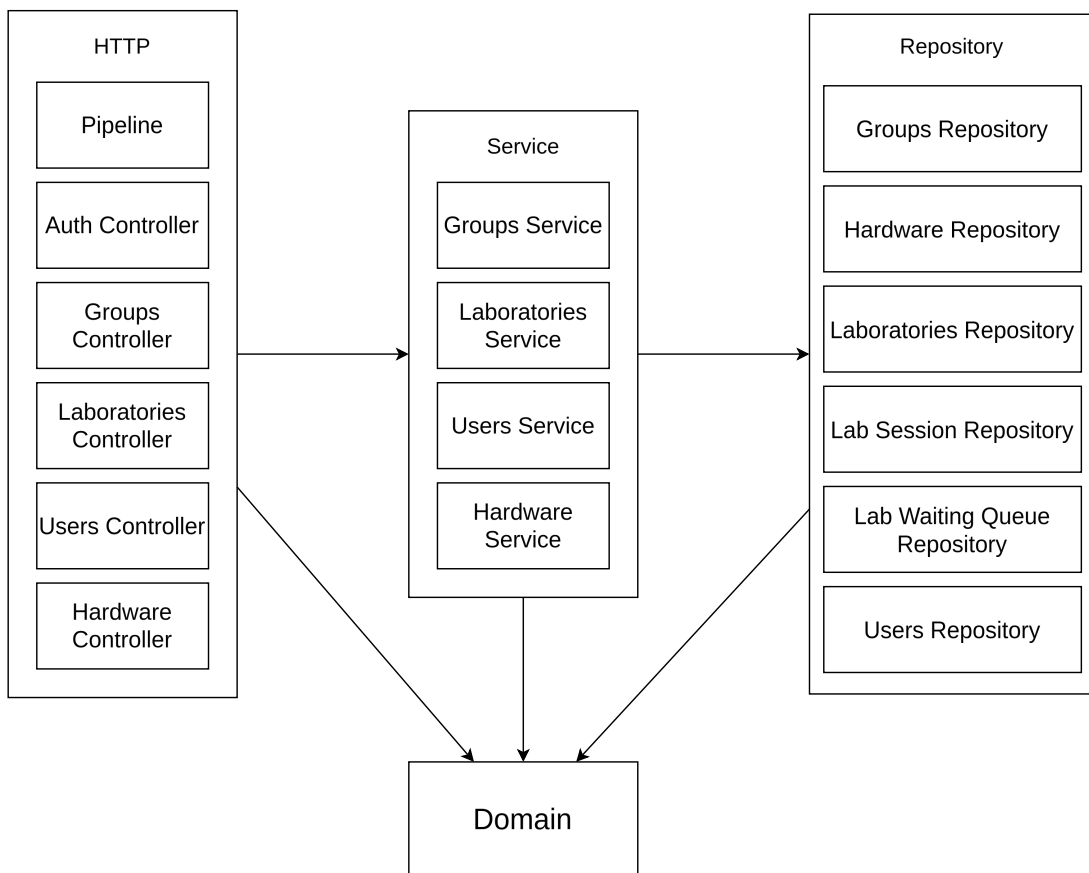 HTTP
Pipeline
Auth Controller
Groups
Controller
Laboratories
Controller
Users Controller
Hardware
Controller
Service
Groups Service
Laboratories
Service
Users Service
Hardware
Service
Repository
Groups Repository
Hardware Repository
Laboratories Repository
Lab Session Repository
Lab Waiting Queue
Repository
Users Repository
Domain